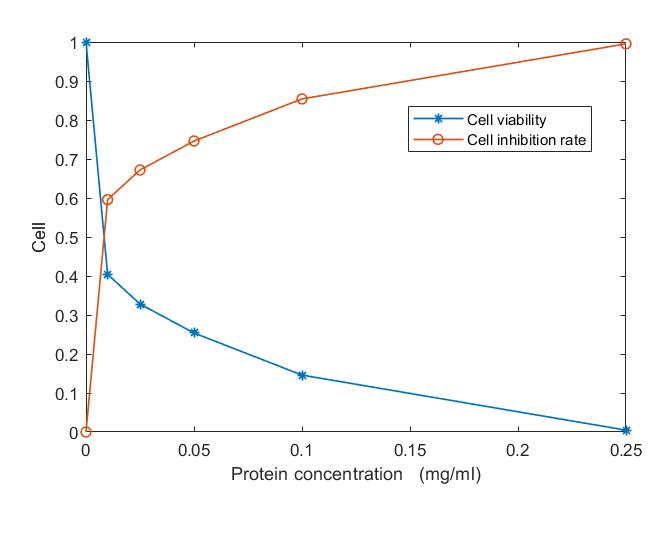 1
0.9
0.8
0.7
0.6
0.5
0.4
0.3
0.2
0.1
0
Cell
Cell viability
Cell inhibition rate
0 0.05 0.1 0.15 0.2 0.25
Protein concentration (mg/ml)